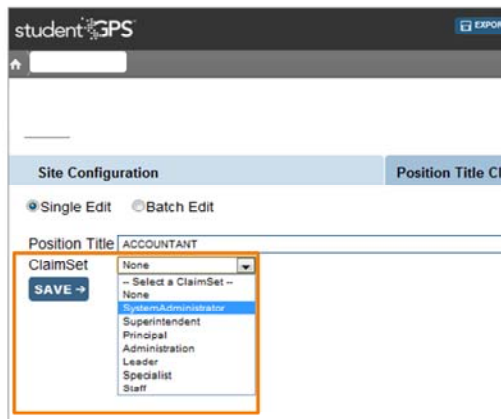 studentGPS EXPOR
Site Configuration Position Title Cl
Single Edit Batch Edit
Position Title ACCOUNTANT
ClaimSet None
SAVE
-- Select a ClaimSet --
None
SystemAdministrator
Superintendent
Principal
Administration
Leader
Specialist
Staff